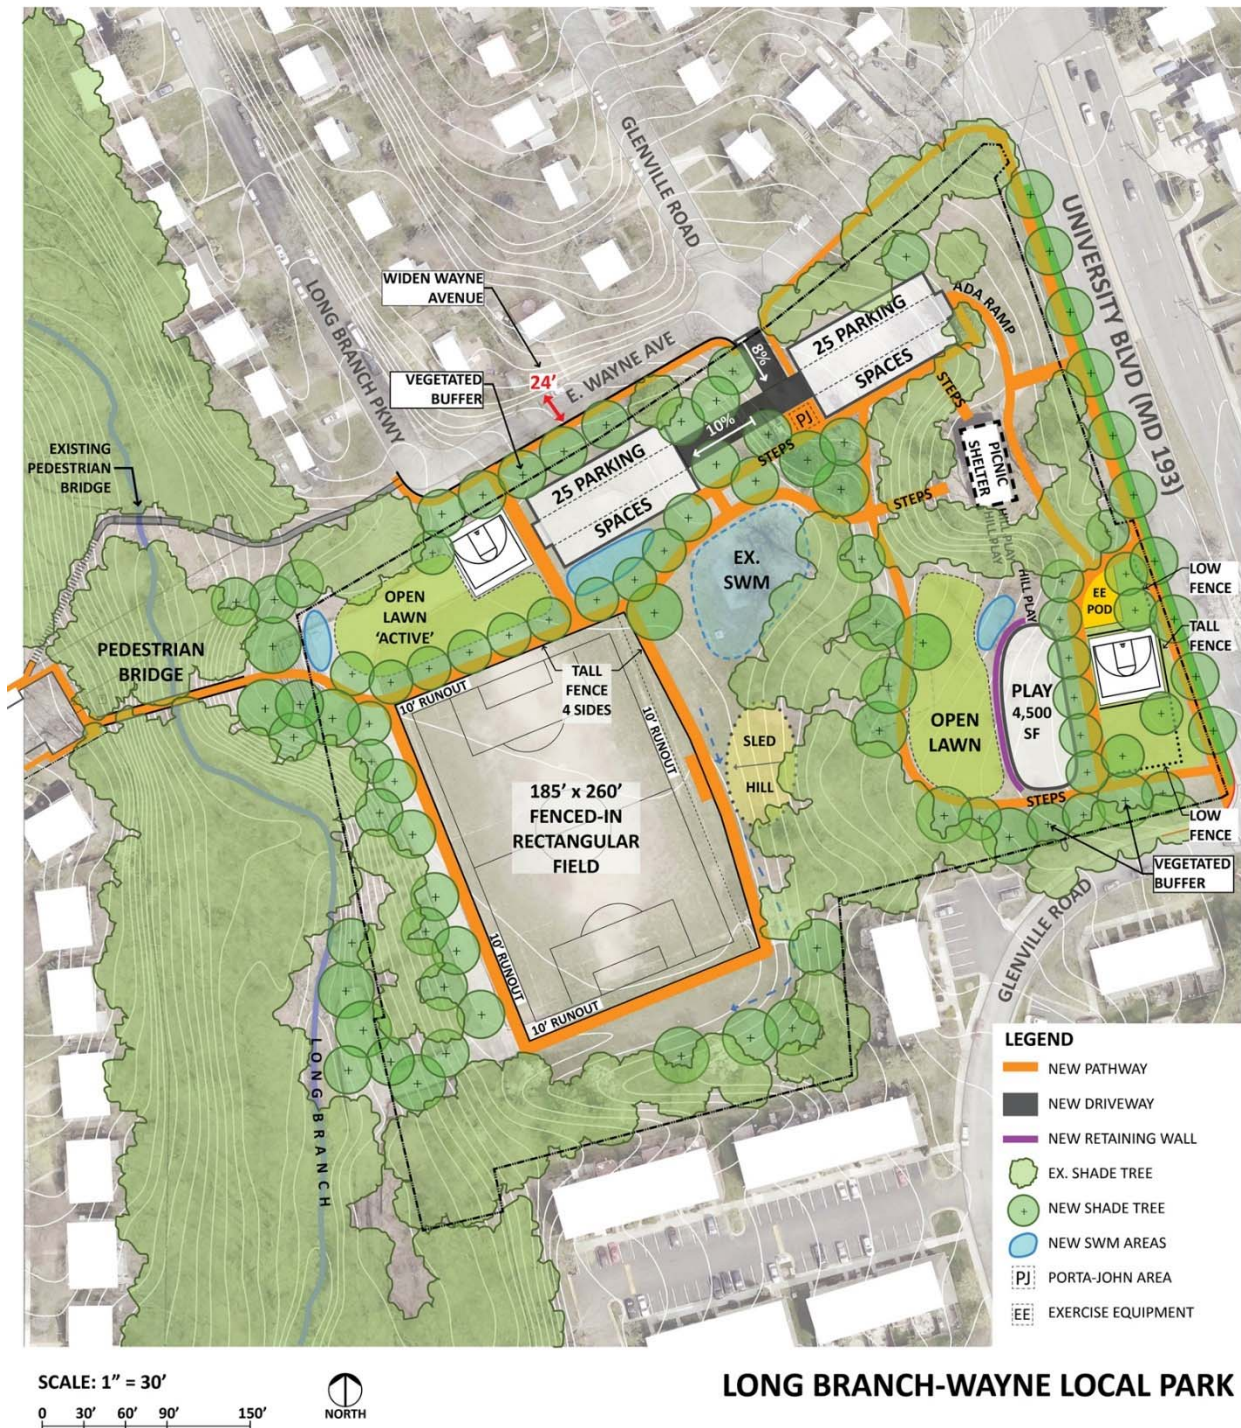 GLENVILLE ROAD
UNIVERSITY BLVD (MD 193)
WIDEN WAYNE
AVENUE
LONG BRANCH PKWY
24'
E. WAYNE AVE
VEGETATED
BUFFER
8%
10%
25 PARKING
SPACES
ADA RAMP
STEPS
PJ
STEPS
PICNIC
SHELTER
STEPS
HILL PLAY
HILL PLAY
HILL PLAY
EXISTING
PEDESTRIAN
BRIDGE
25 PARKING
SPACES
EX.
SWM
OPEN
LAWN
'ACTIVE'
PEDESTRIAN
BRIDGE
TALL
FENCE
4 SIDES
10' RUNOUT
10' RUNOUT
10' RUNOUT
10' RUNOUT
185' x 260'
FENCED-IN
RECTANGULAR
FIELD
SLED
HILL
OPEN
LAWN
PLAY
4,500
SF
EE
POD
LOW
FENCE
TALL
FENCE
STEPS
LOW
FENCE
VEGETATED
BUFFER
GLENVILLE ROAD
LONG BRANCH
LEGEND
NEW PATHWAY
NEW DRIVEWAY
NEW RETAINING WALL
EX. SHADE TREE
NEW SHADE TREE
NEW SWM AREAS
PJ PORTA-JOHN AREA
EE EXERCISE EQUIPMENT
SCALE: 1" = 30'
0 30' 60' 90' 150'
NORTH
LONG BRANCH-WAYNE LOCAL PARK